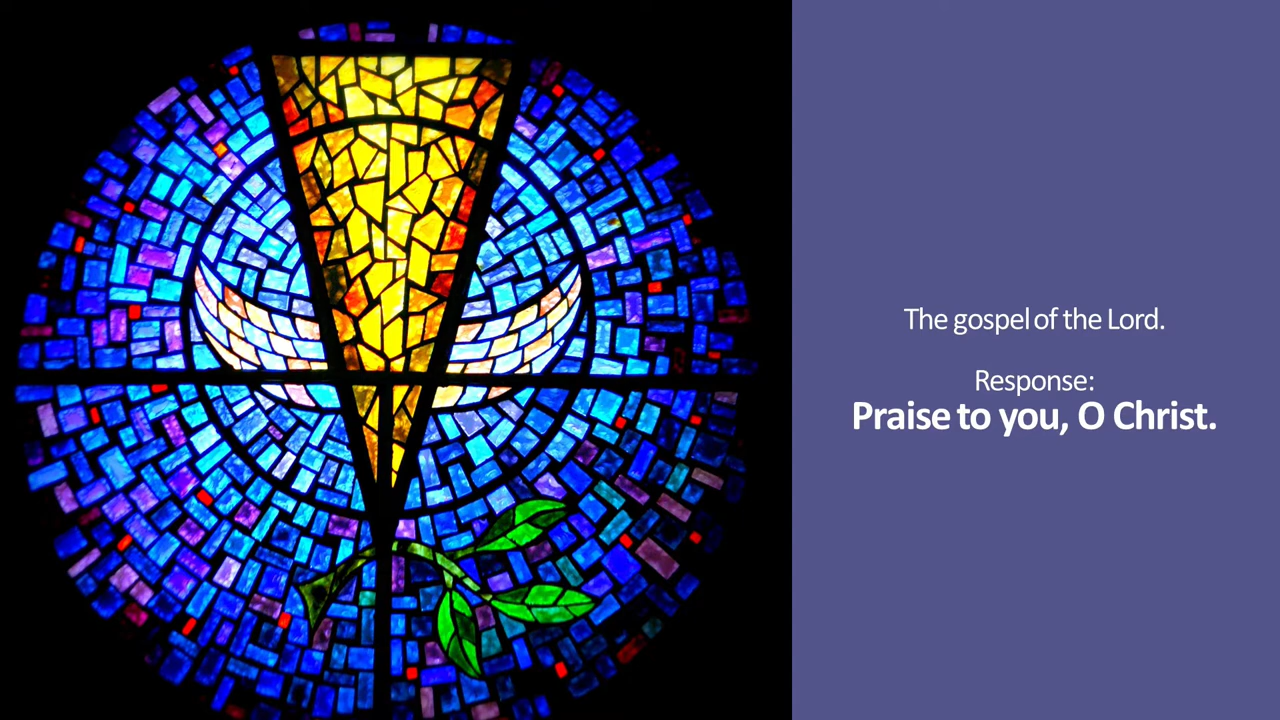 The gospel of the Lord.
Response:
Praise to you, O Christ.